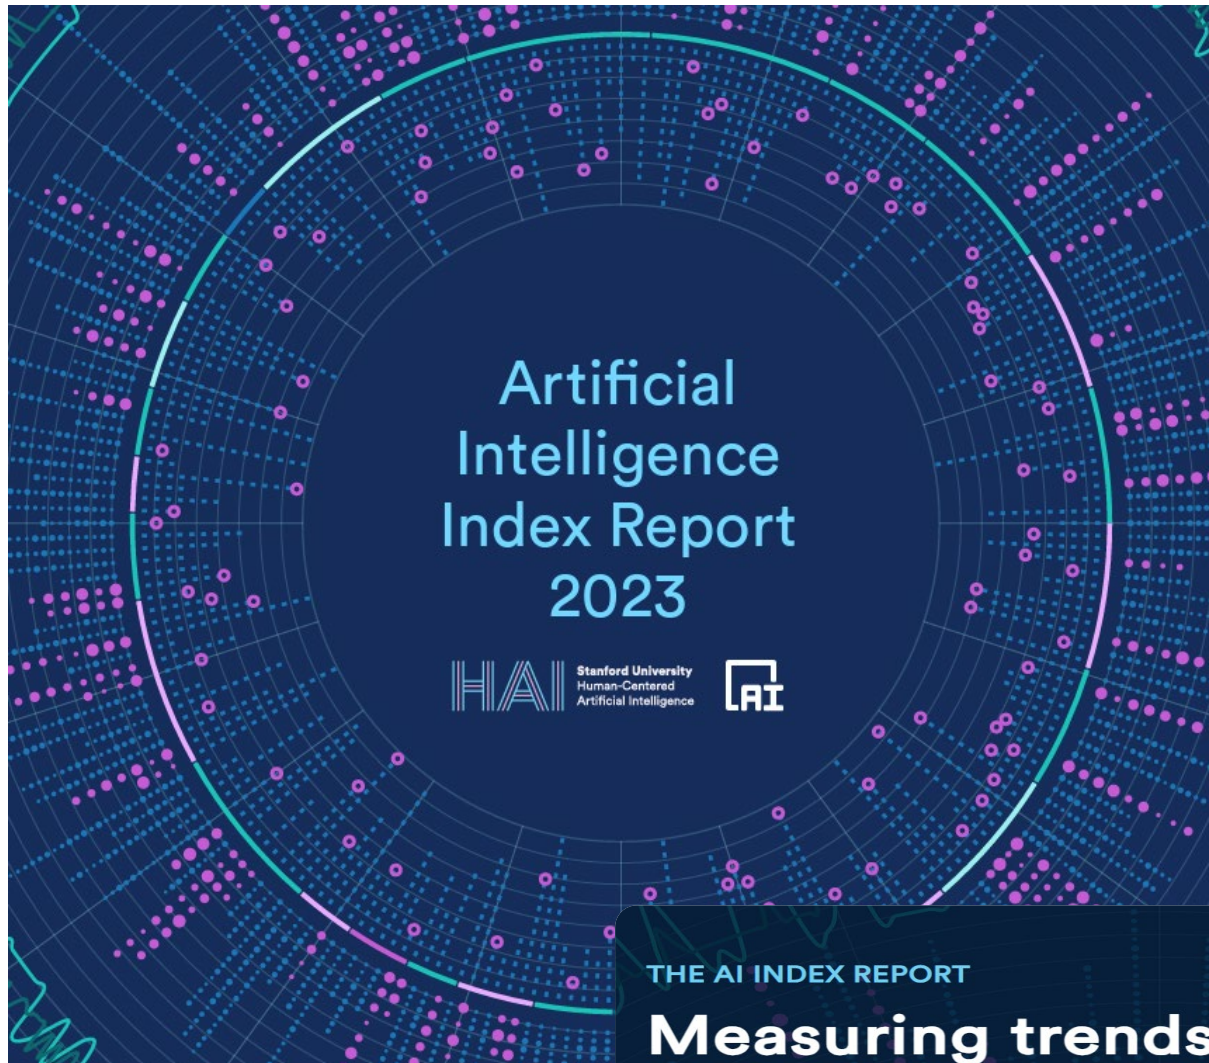 Artificial
Intelligence
Index Report
2023
HAI
Stanford University
Human-Centered
Artificial Intelligence
AI
THE AI INDEX REPORT
Measuring trends